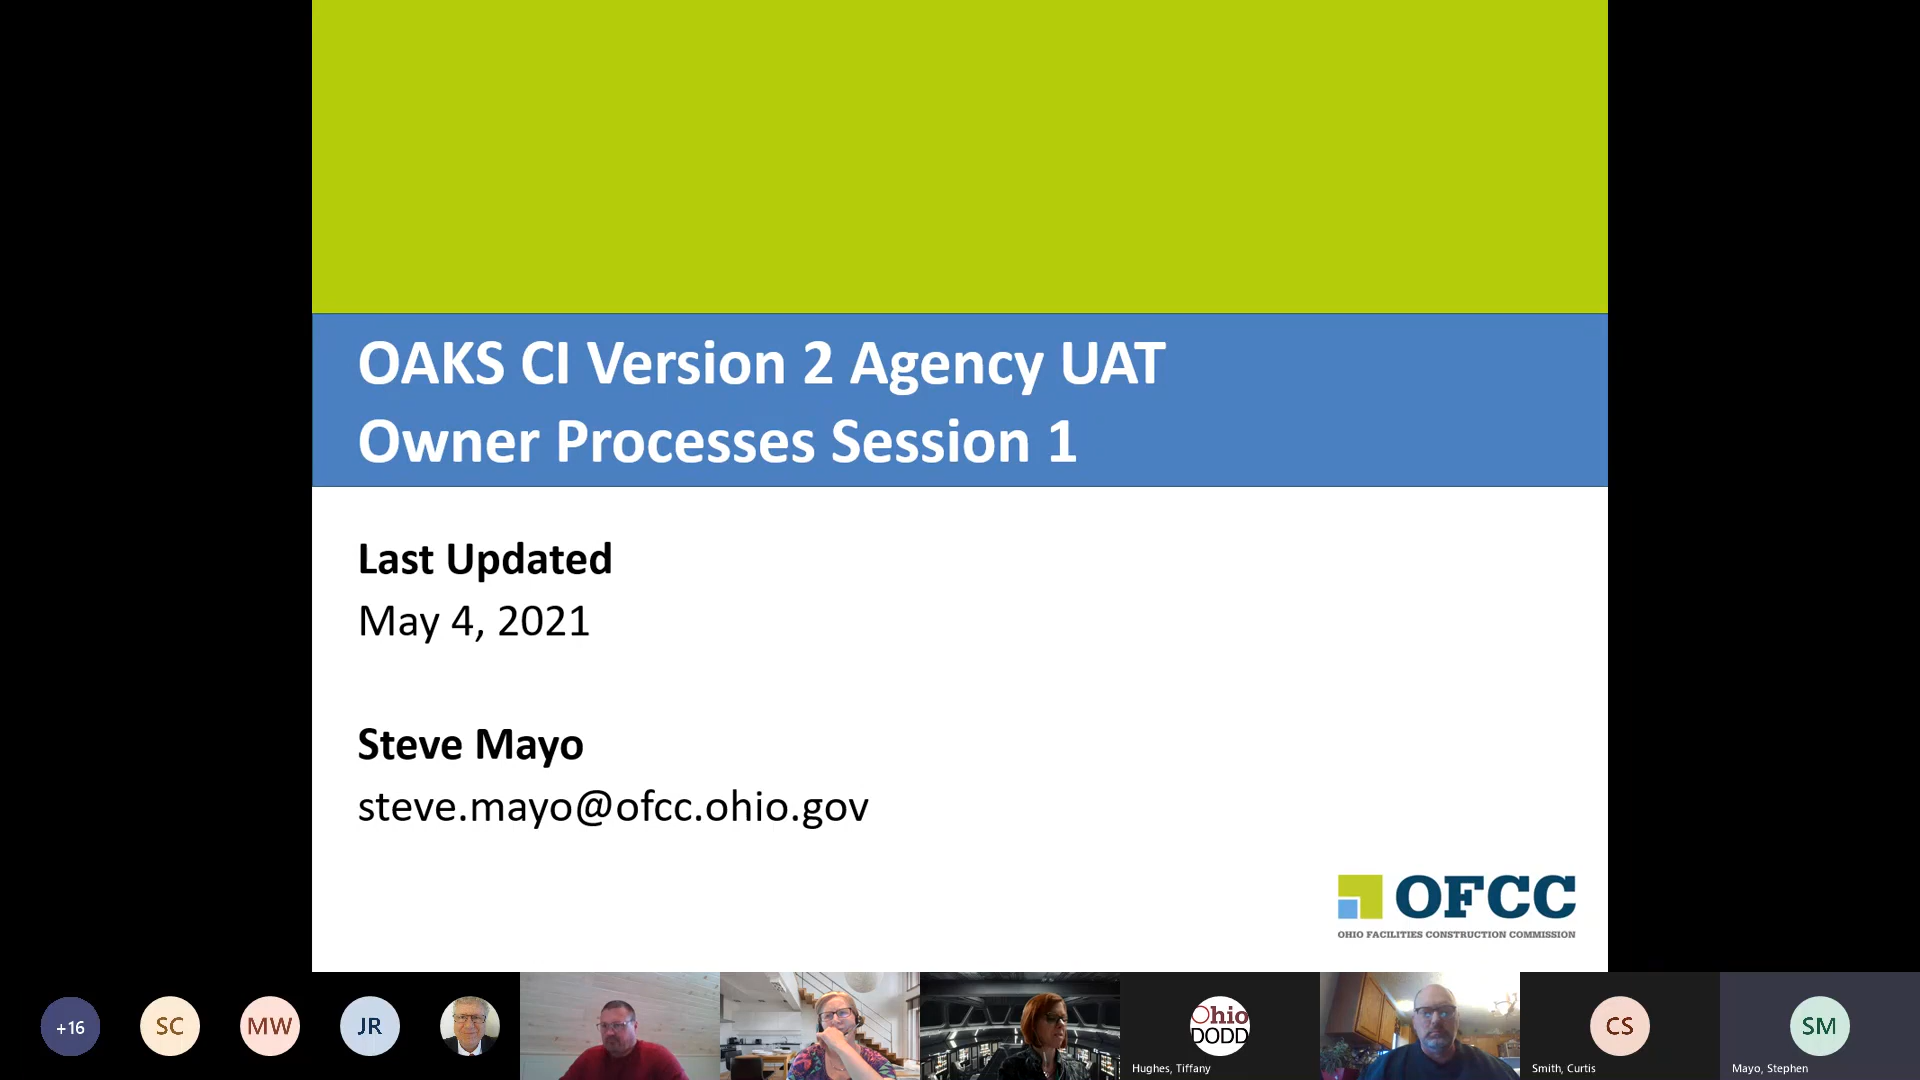 OAKS CI Version 2 Agency UAT
Owner Processes Session 1
Last Updated
May 4, 2021
Steve Mayo
steve.mayo@ofcc.ohio.gov
OFCC
OHIO FACILITIES CONSTRUCTION COMMISSION
+16
SC
MW
JR
Ohio
DODD
Hughes, Tiffany
CS
Smith, Curtis
SM
Mayo, Stephen